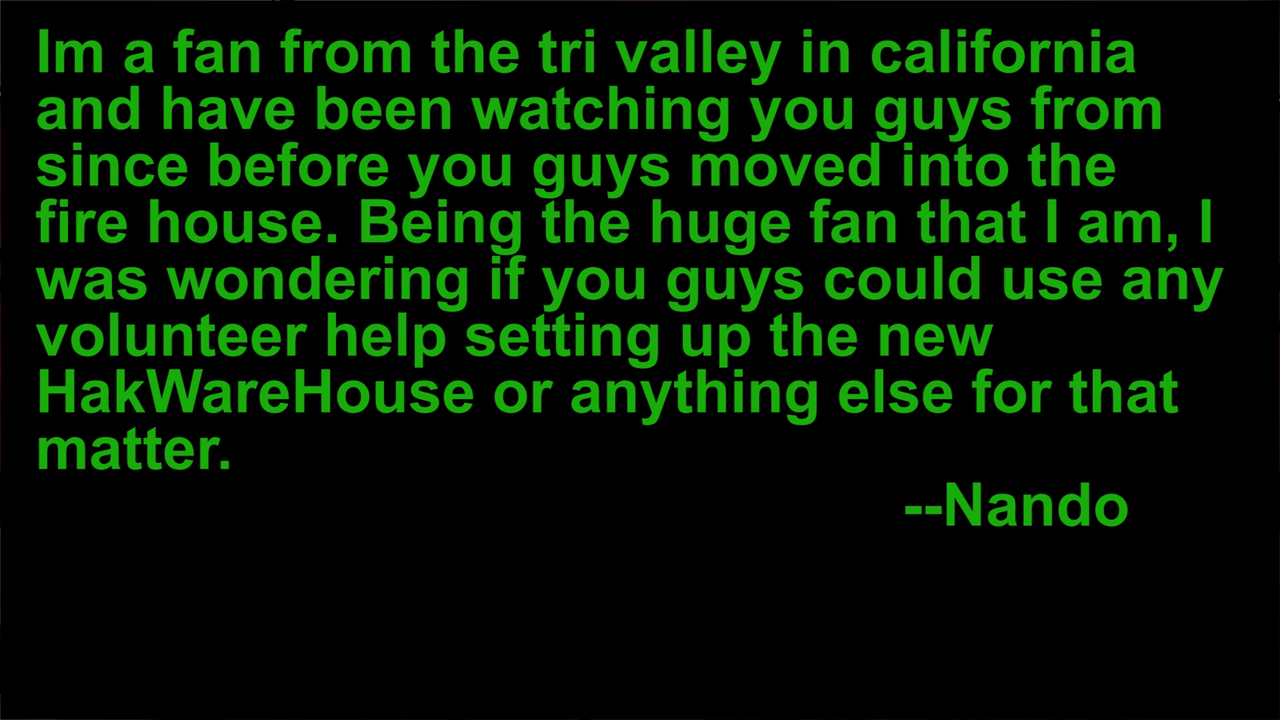 Im a fan from the tri valley in california
and have been watching you guys from
since before you guys moved into the
fire house. Being the huge fan that I am, I
was wondering if you guys could use any
volunteer help setting up the new
HakWareHouse or anything else for that
matter.
--Nando